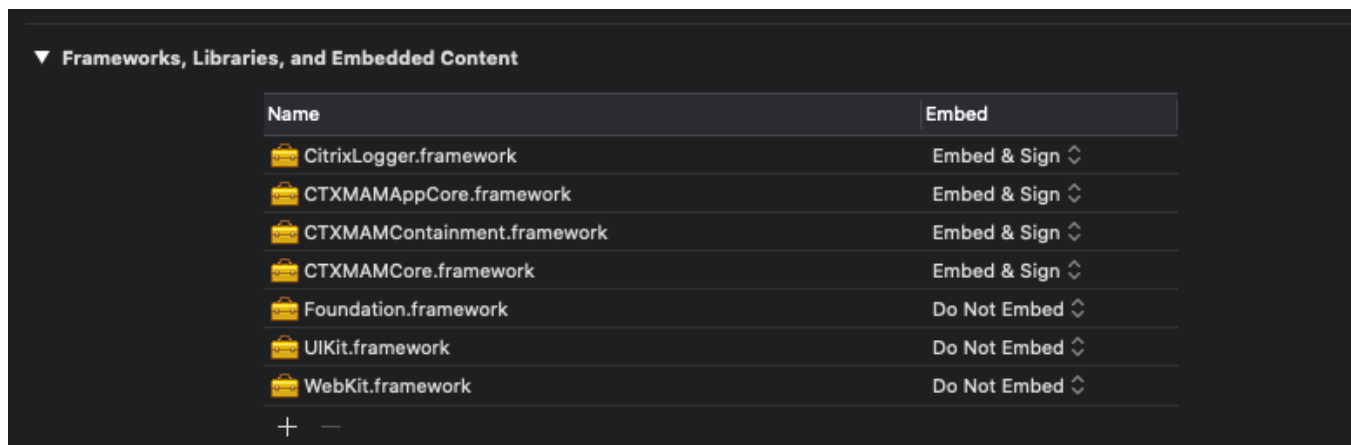 Frameworks, Libraries, and Embedded Content
Name Embed
CitrixLogger.framework Embed & Sign
CTXMAMAppCore.framework Embed & Sign
CTXMAMContainment.framework Embed & Sign
CTXMAMCore.framework Embed & Sign
Foundation.framework Do Not Embed
UIKit.framework Do Not Embed
WebKit.framework Do Not Embed